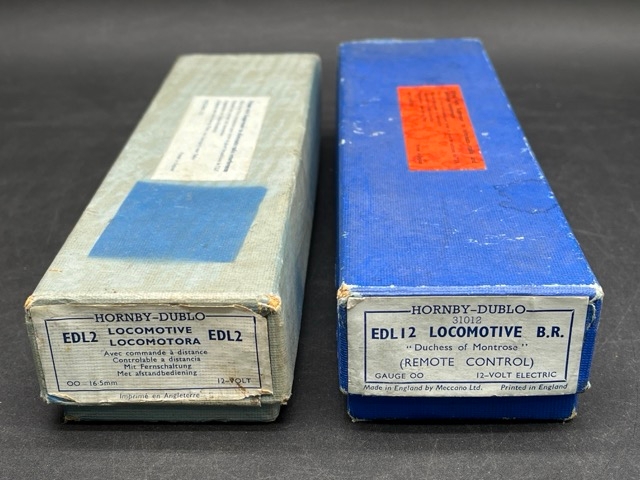 HORNBY-DUBLO
EDL2 LOCOMOTIVE EDL2
LOCOMOTORA
Avec commande à distance
Controlable a distancia
Mit Fernschaltung
Met afstandbediening
OO-16·5mm 12-VOLT
Imprimé en Angleterre
HORNBY-DUBLO
31012
EDL12 LOCOMOTIVE B.R.
"Duchess of Montrose"
(REMOTE CONTROL)
GAUGE OO 12-VOLT ELECTRIC
Made in England by Meccano Ltd. Printed in England